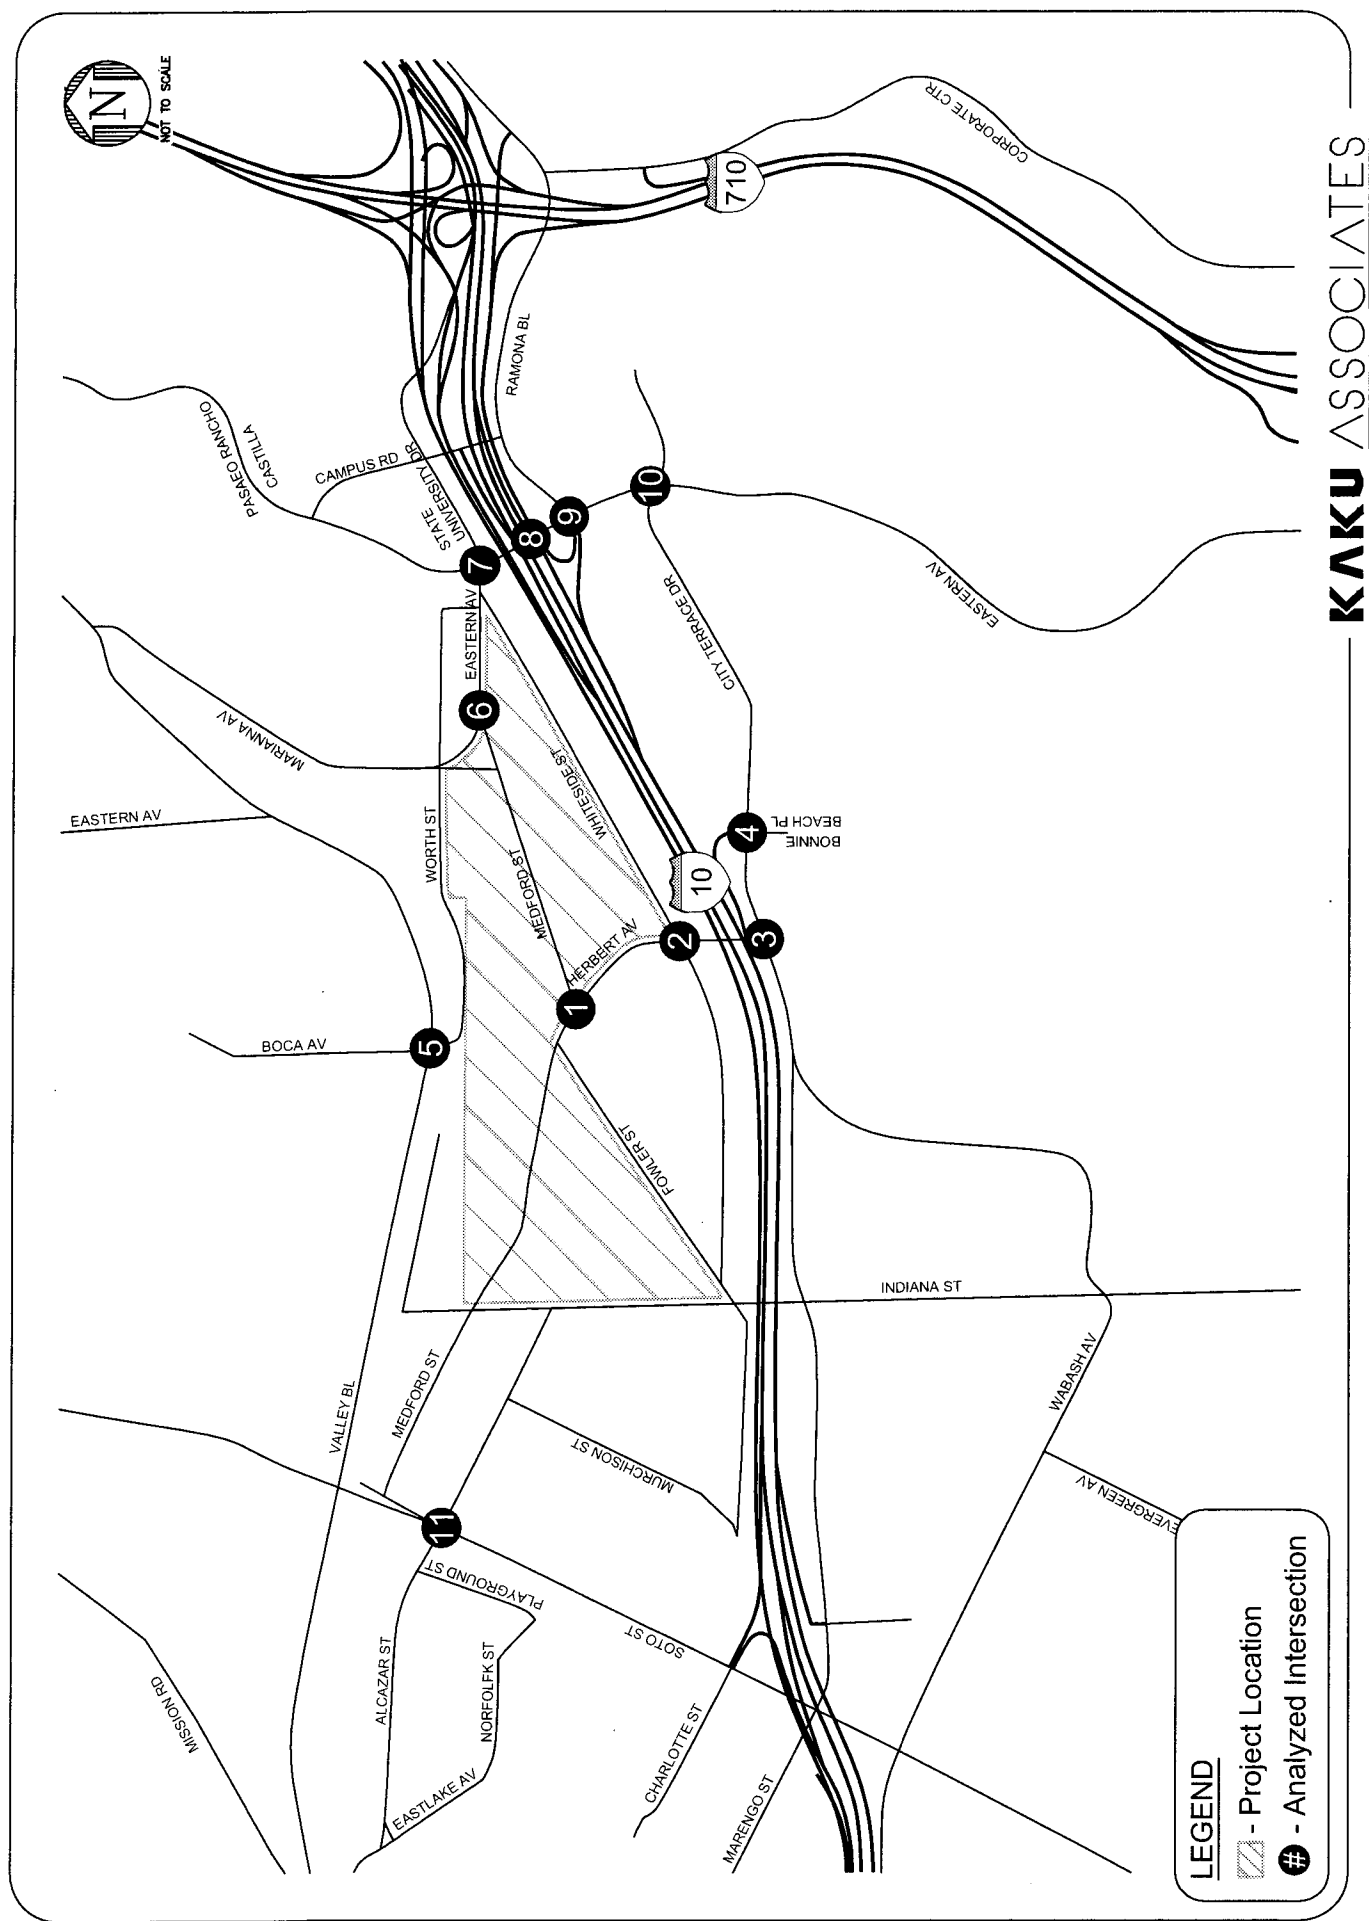 N
NOT TO SCALE
MISSION RD
VALLEY BL
EASTERN AV
MARIANNA AV
PASAEO RANCHO
CASTILLA
CAMPUS RD
STATE
UNIVERSITY DR
BOCA AV
WORTH ST
EASTERN AV
RAMONA BL
MEDFORD ST
MEDFORD ST
WHITESIDE ST
HERBERT AV
FOWLER ST
ALCAZAR ST
EASTLAKE AV
NORFOLFK ST
PLAYGROUND ST
MURCHISON ST
SOTO ST
CHARLOTTE ST
MARENGO ST
INDIANA ST
CITY TERRACE DR
BONNIE
BEACH PL
EASTERN AV
CORPORATE CTR
WABASH AV
EVERGREEN AV
10
710
1
2
3
4
5
6
7
8
9
10
11
LEGEND
- Project Location
# - Analyzed Intersection
KAKU ASSOCIATES